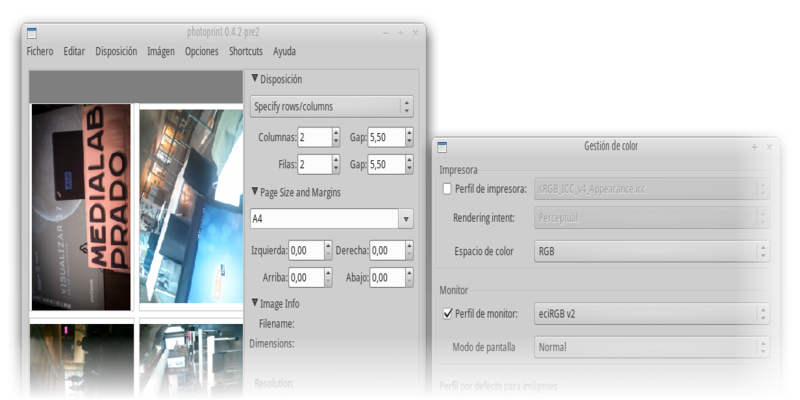 photoprint 0.4.2-pre2
Fichero Editar Disposición Imágen Opciones Shortcuts Ayuda
Disposición
Specify rows/columns
Columnas: 2 Gap: 5,50
Filas: 2 Gap: 5,50
Page Size and Margins
A4
Izquierda: 0,00 Derecha: 0,00
Arriba: 0,00 Abajo: 0,00
Image Info
Filename:
Dimensions:
Resolution:
MEDIALAB
PRADO
VISUALIZAR
Gestión de color
Impresora
Perfil de impresora: sRGB_ICC_v4_Appearance.icc
Rendering intent: Perceptual
Espacio de color RGB
Monitor
Perfil de monitor: eciRGB v2
Modo de pantalla Normal
Perfil por defecto para imágenes